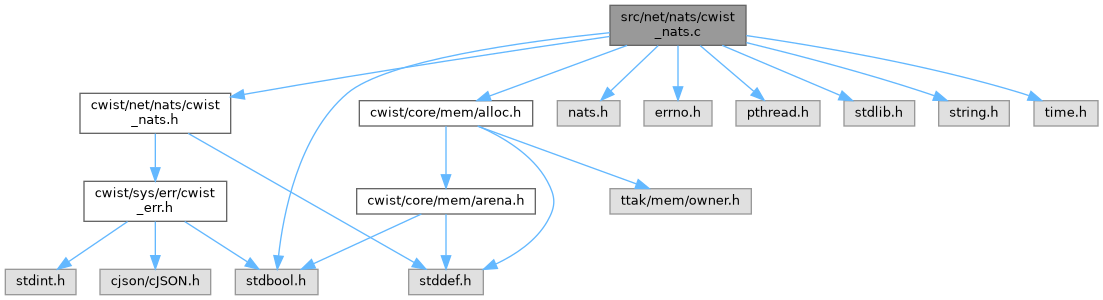 src/net/nats/cwist
_nats.c
cwist/net/nats/cwist
_nats.h
cwist/core/mem/alloc.h
nats.h
errno.h
pthread.h
stdlib.h
string.h
time.h
cwist/sys/err/cwist
_err.h
cwist/core/mem/arena.h
ttak/mem/owner.h
stdint.h
cjson/cJSON.h
stdbool.h
stddef.h